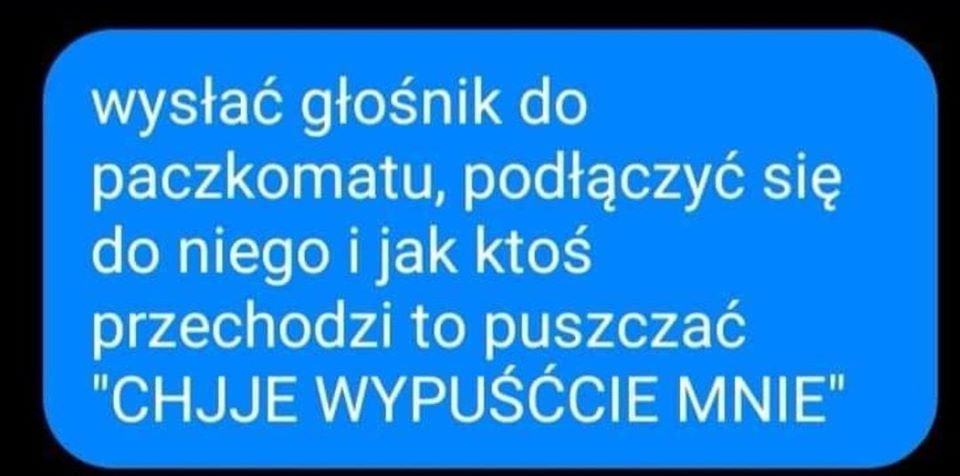 wysłać głośnik do
paczkomatu, podłączyć się
do niego i jak ktoś
przechodzi to puszczać
"CHJJE WYPUŚĆCIE MNIE"